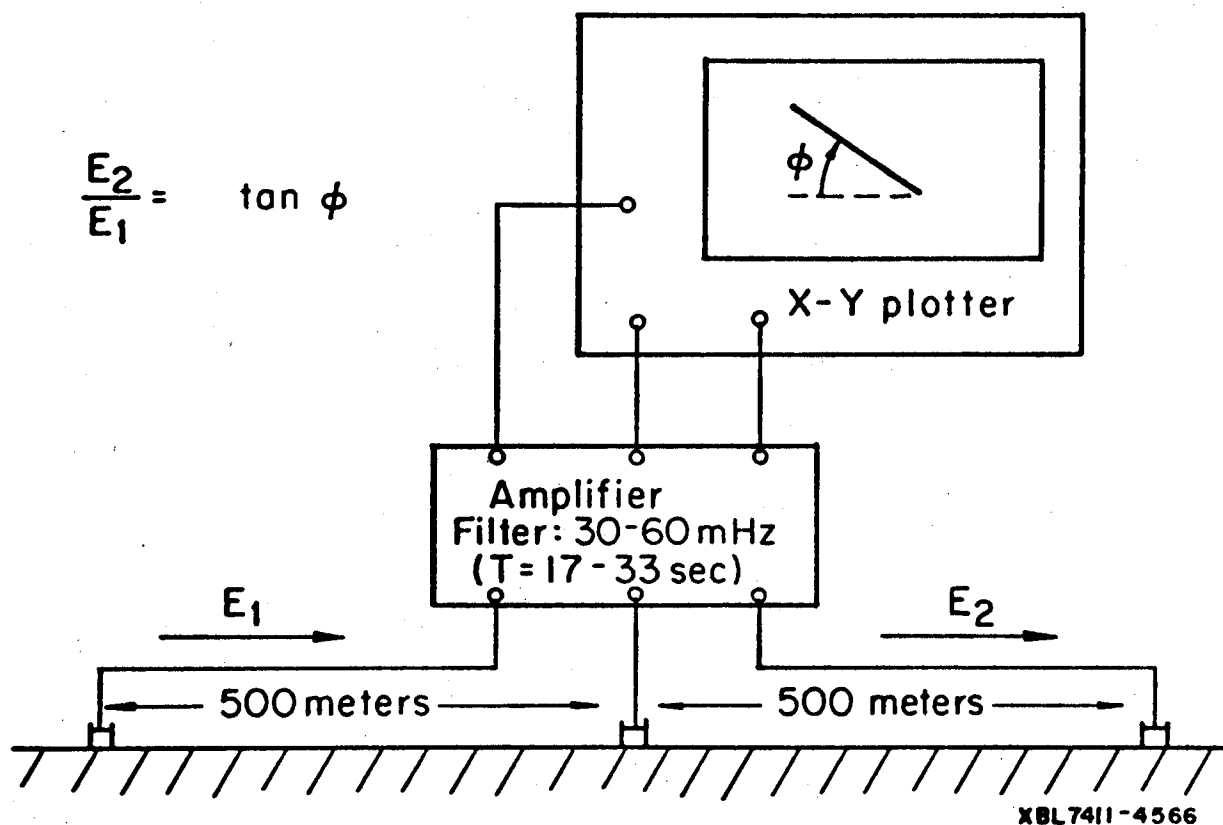 E2/E1 = tan ϕ
ϕ
X-Y plotter
Amplifier
Filter: 30-60 mHz
(T = 17 - 33 sec)
E1
E2
500 meters
500 meters
XBL7411-4566